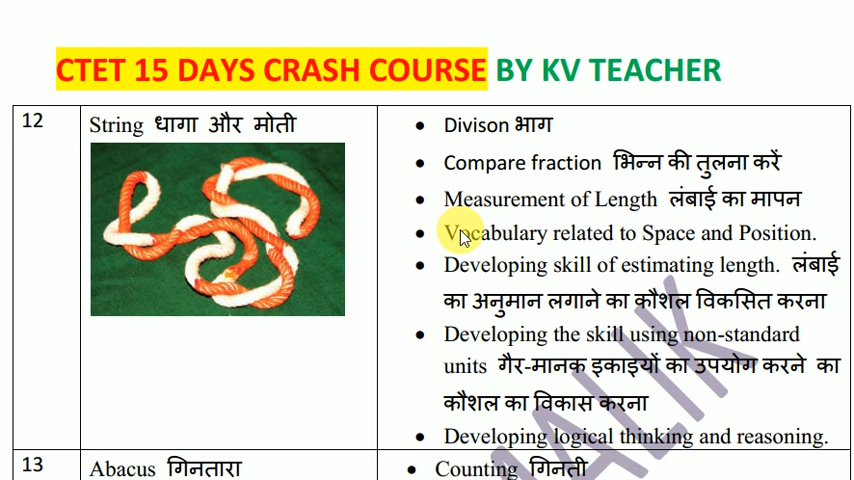 CTET 15 DAYS CRASH COURSE BY KV TEACHER
12
String धागा और मोती
Divison भाग
Compare fraction भिन्न की तुलना करें
Measurement of Length लंबाई का मापन
Vocabulary related to Space and Position.
Developing skill of estimating length. लंबाई
का अनुमान लगाने का कौशल विकसित करना
Developing the skill using non-standard
units गैर-मानक इकाइयों का उपयोग करने का
कौशल का विकास करना
Developing logical thinking and reasoning.
13
Abacus गिनतारा
Counting गिनती